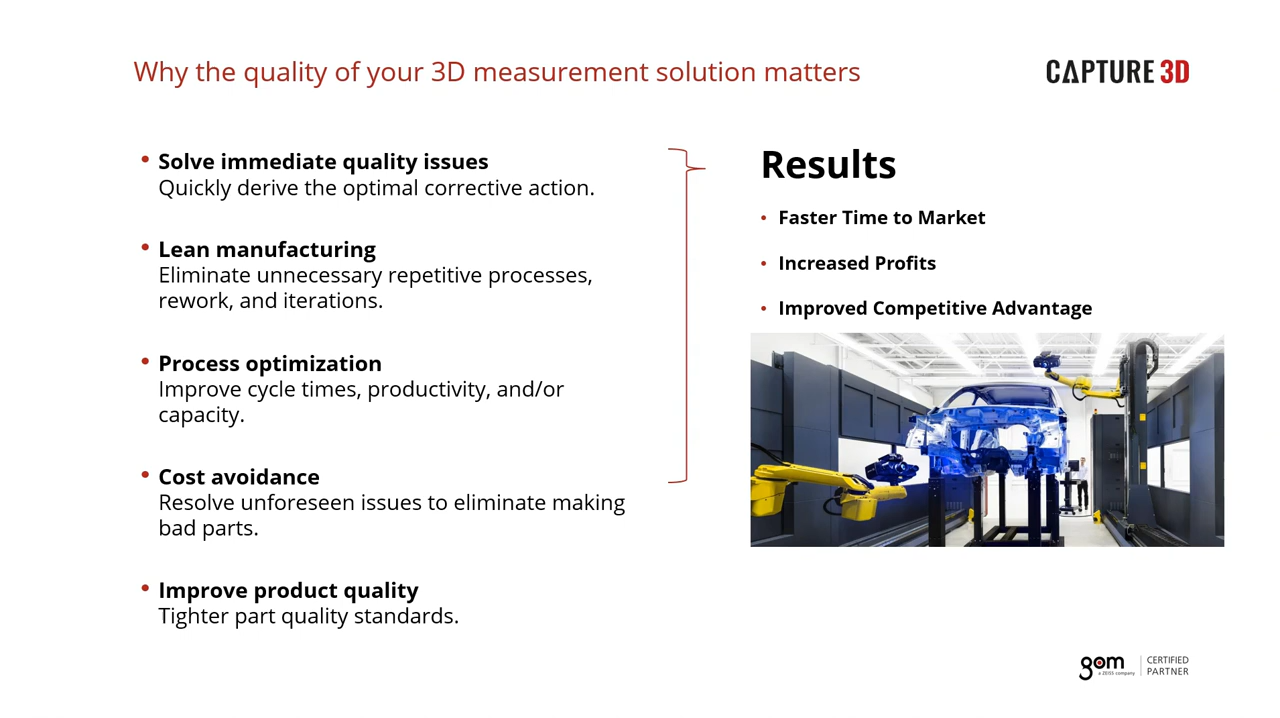 Why the quality of your 3D measurement solution matters
CAPTURE 3D
• Solve immediate quality issues
Quickly derive the optimal corrective action.
• Lean manufacturing
Eliminate unnecessary repetitive processes,
rework, and iterations.
• Process optimization
Improve cycle times, productivity, and/or
capacity.
• Cost avoidance
Resolve unforeseen issues to eliminate making
bad parts.
• Improve product quality
Tighter part quality standards.
Results
• Faster Time to Market
• Increased Profits
• Improved Competitive Advantage
gom
a ZEISS company
CERTIFIED
PARTNER